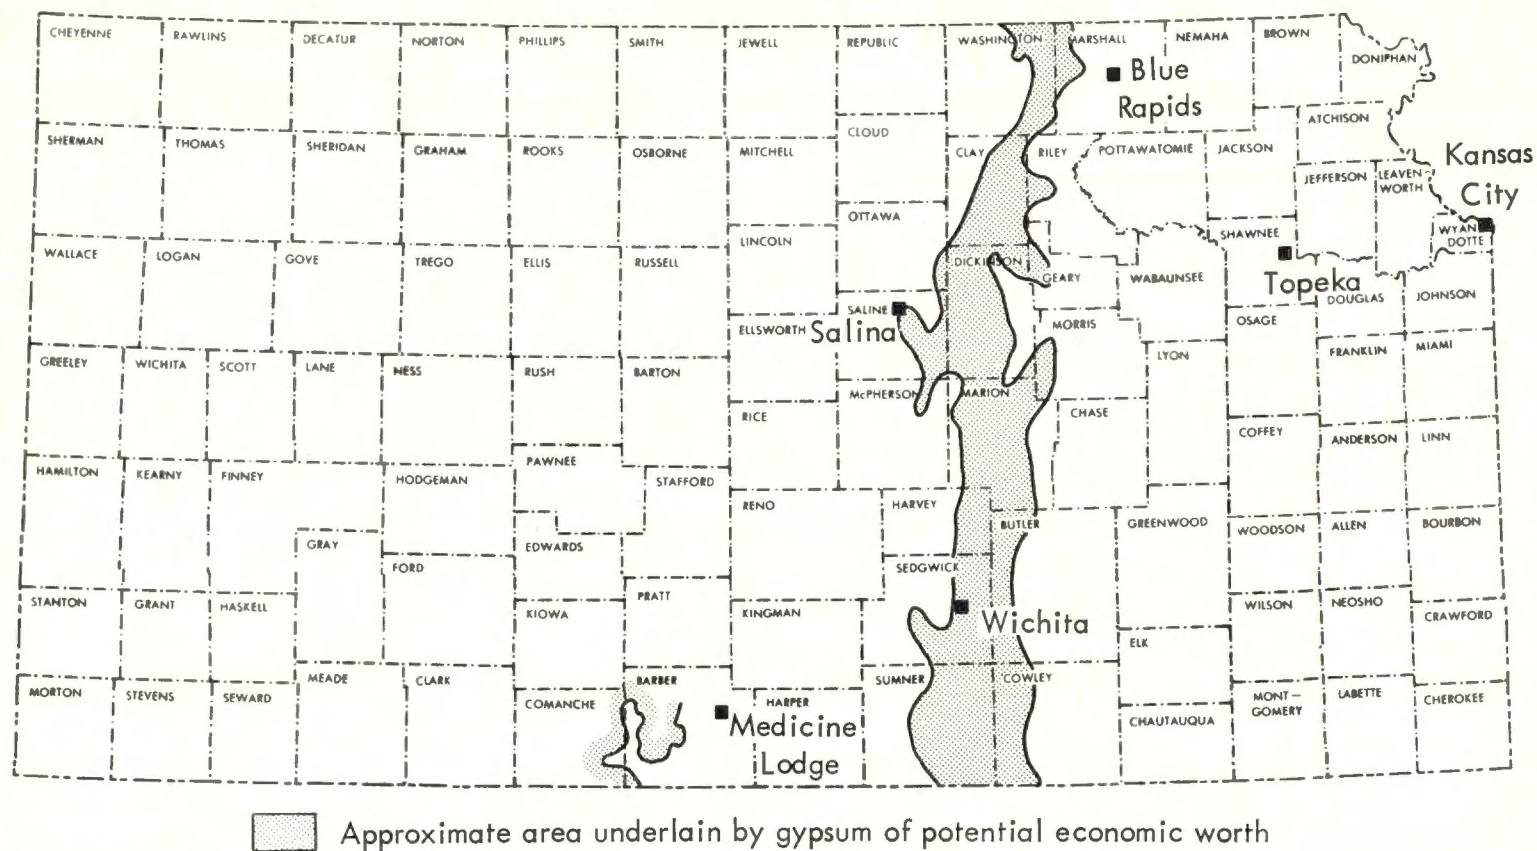 CHEYENNE
RAWLINS
DECATUR
NORTON
PHILLIPS
SMITH
JEWELL
REPUBLIC
WASHINGTON
MARSHALL
NEMAHA
BROWN
DONIPHAN
Blue
Rapids
ATCHISON
CLOUD
SHERMAN
THOMAS
SHERIDAN
GRAHAM
ROOKS
OSBORNE
MITCHELL
CLAY
RILEY
POTTAWATOMIE
JACKSON
Kansas
City
JEFFERSON
LEAVEN-
WORTH
OTTAWA
WYAN
DOTTE
SHAWNEE
LINCOLN
WALLACE
LOGAN
GOVE
TREGO
ELLIS
RUSSELL
DICKINSON
GEARY
WABAUNSEE
Topeka
DOUGLAS
JOHNSON
SALINE
Salina
ELLSWORTH
MORRIS
OSAGE
LYON
FRANKLIN
MIAMI
GREELEY
WICHITA
SCOTT
LANE
NESS
RUSH
BARTON
McPHERSON
MARION
RICE
CHASE
COFFEY
ANDERSON
LINN
HAMILTON
KEARNY
FINNEY
HODGEMAN
PAWNEE
STAFFORD
RENO
HARVEY
BUTLER
GREENWOOD
WOODSON
ALLEN
BOURBON
GRAY
EDWARDS
FORD
SEDGWICK
STANTON
GRANT
HASKELL
KIOWA
PRATT
KINGMAN
Wichita
WILSON
NEOSHO
CRAWFORD
ELK
MORTON
STEVENS
SEWARD
MEADE
CLARK
COMANCHE
BARBER
HARPER
SUMNER
COWLEY
Medicine
Lodge
CHAUTAUQUA
MONT-
GOMERY
LABETTE
CHEROKEE
Approximate area underlain by gypsum of potential economic worth